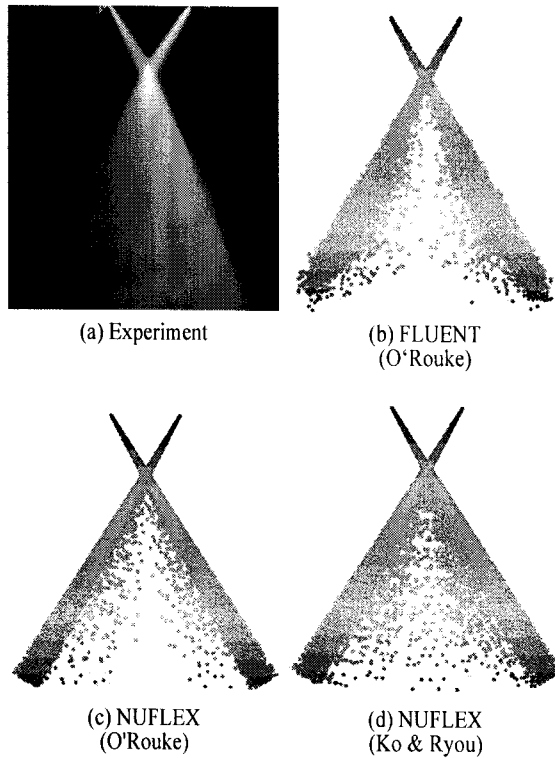 (a) Experiment
(b) FLUENT
(O‘Rouke)
(c) NUFLEX
(O'Rouke)
(d) NUFLEX
(Ko & Ryou)